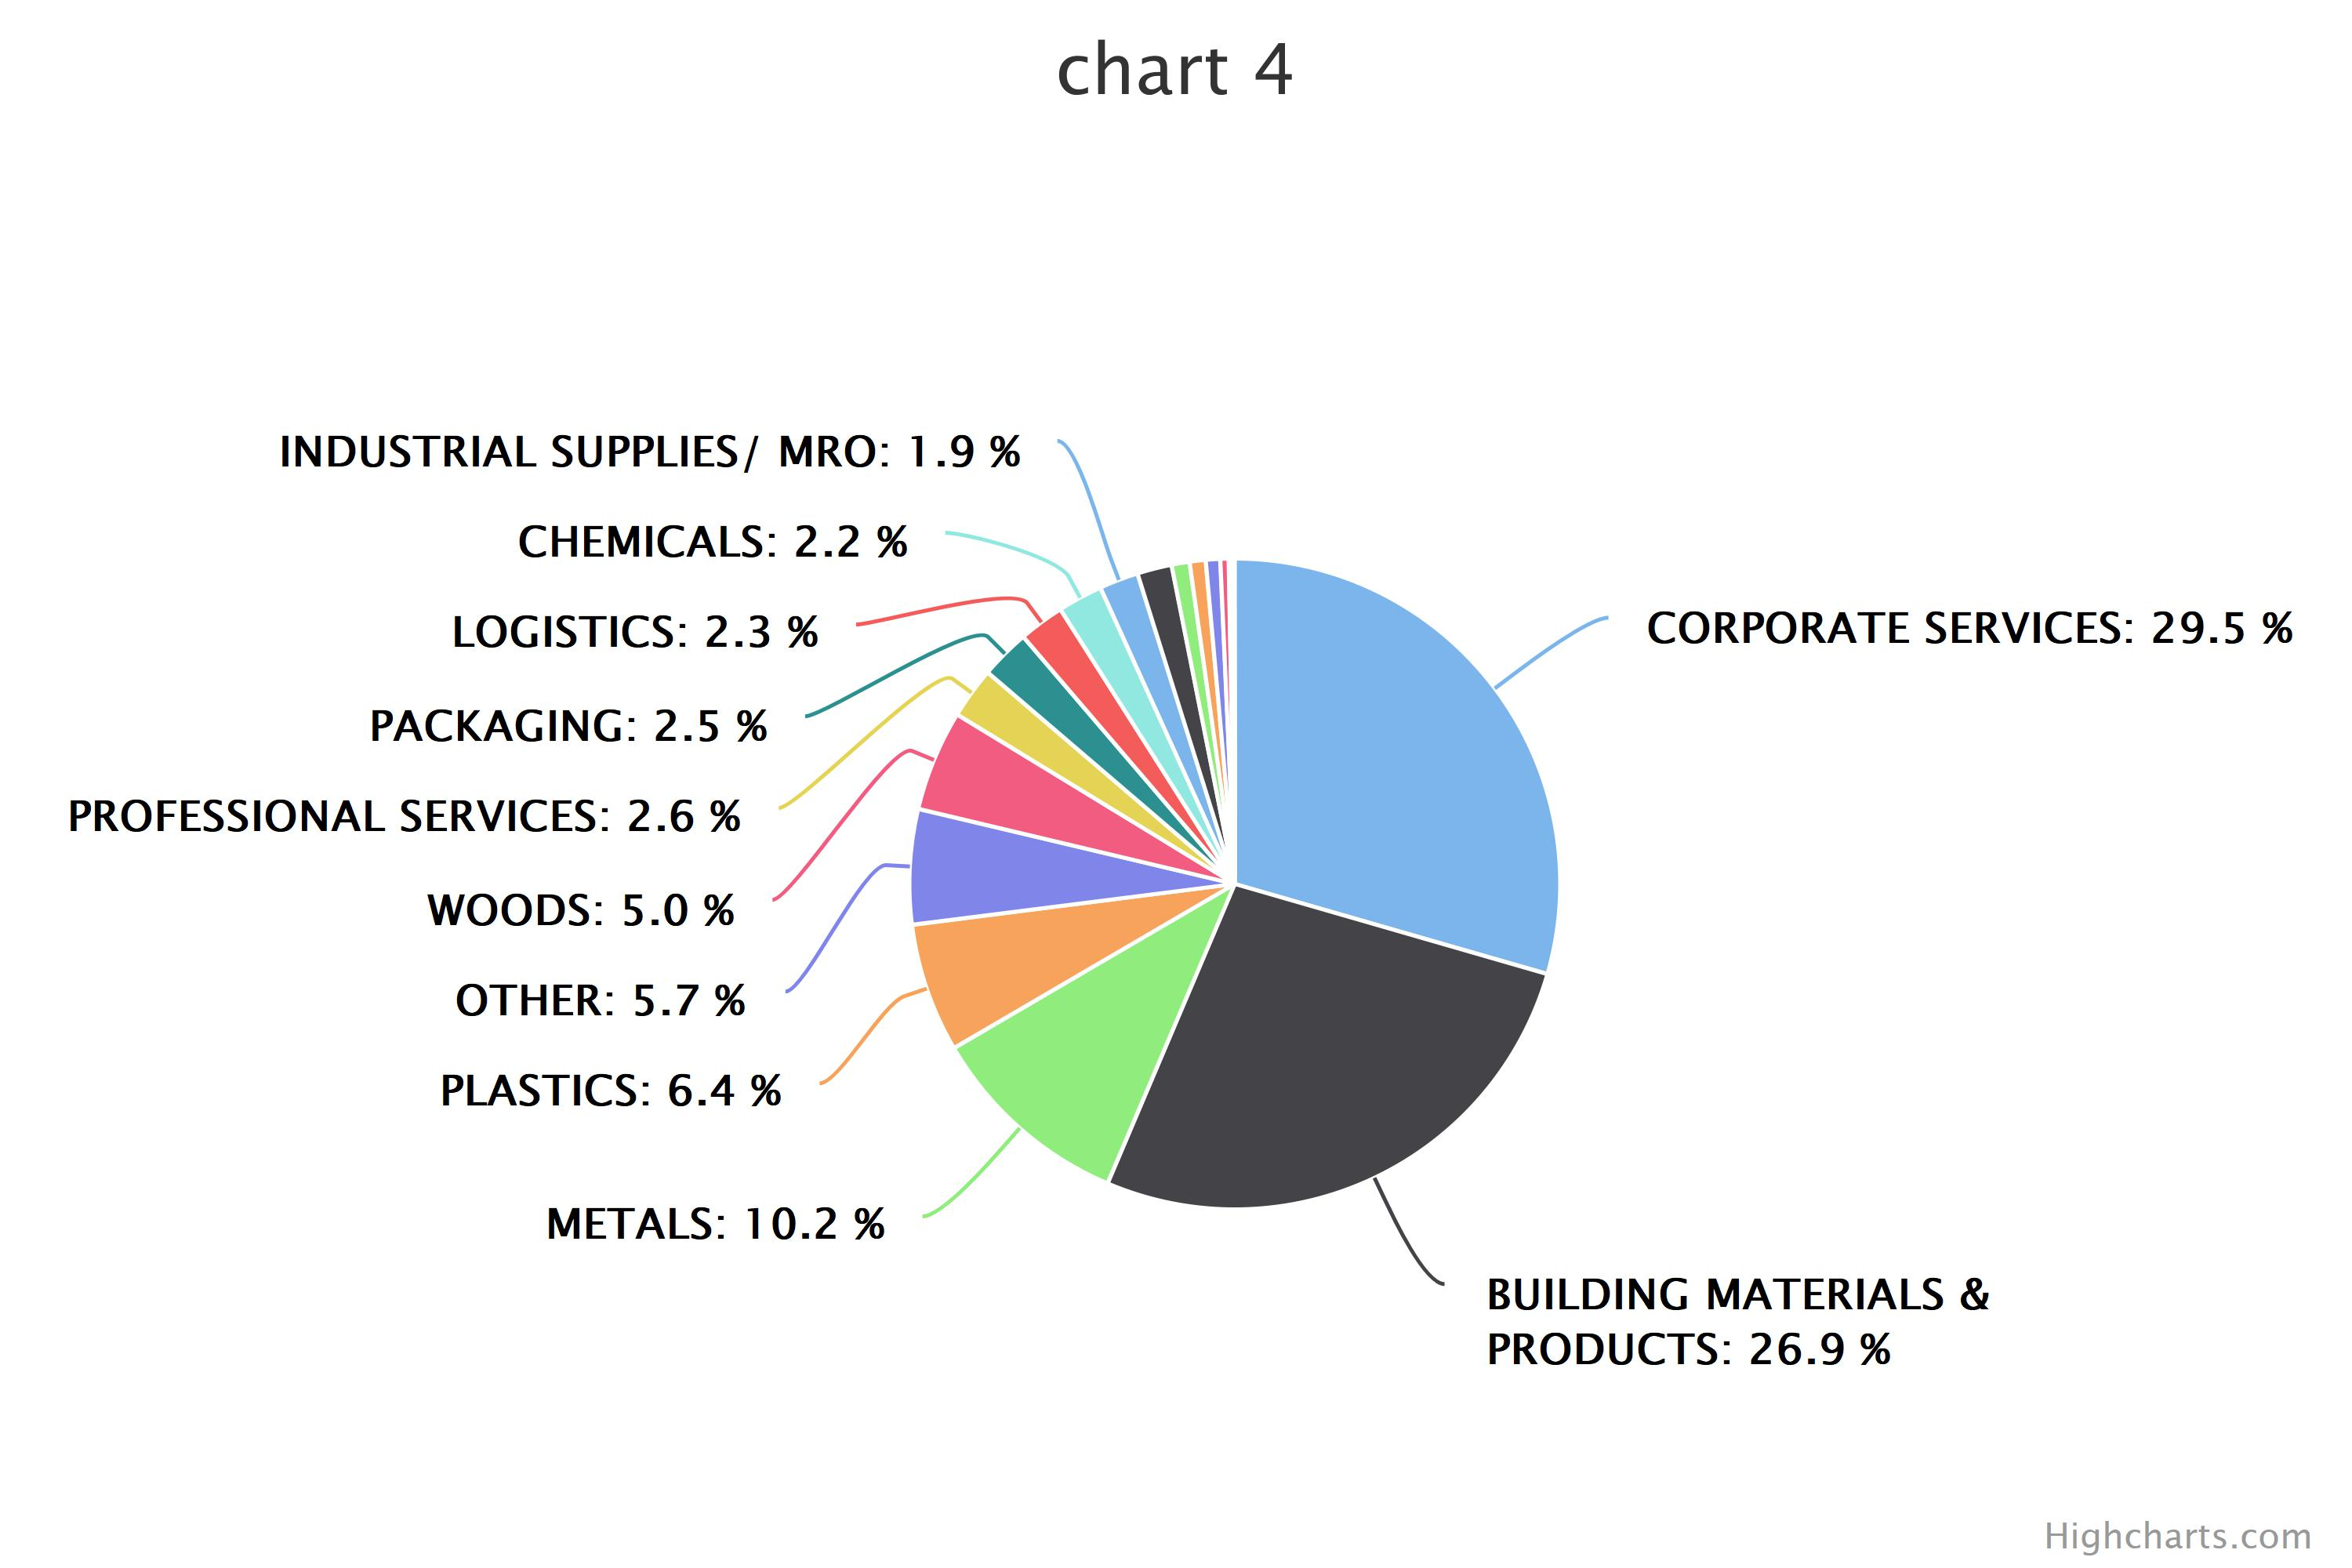 chart 4
INDUSTRIAL SUPPLIES/ MRO: 1.9 %
CHEMICALS: 2.2 %
LOGISTICS: 2.3 %
CORPORATE SERVICES: 29.5 %
PACKAGING: 2.5 %
PROFESSIONAL SERVICES: 2.6 %
WOODS: 5.0 %
OTHER: 5.7 %
PLASTICS: 6.4 %
METALS: 10.2 %
BUILDING MATERIALS &
PRODUCTS: 26.9 %
Highcharts.com